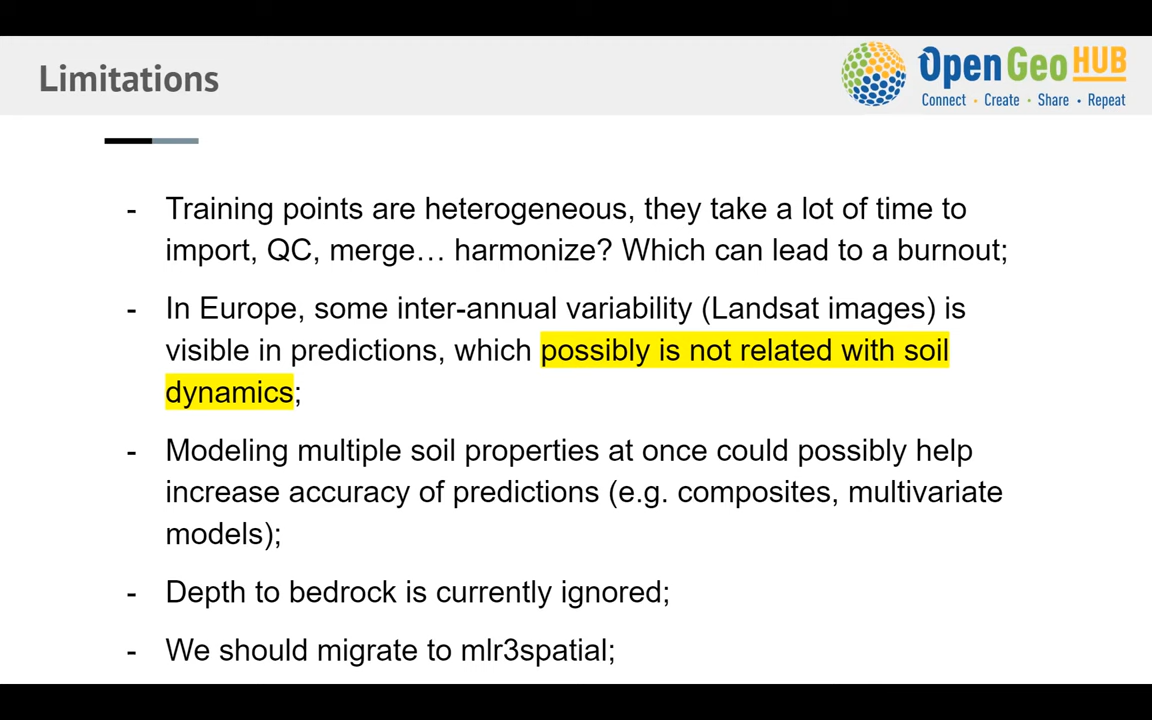 Limitations
OpenGeoHUB
Connect • Create • Share • Repeat
- Training points are heterogeneous, they take a lot of time to
import, QC, merge… harmonize? Which can lead to a burnout;
- In Europe, some inter-annual variability (Landsat images) is
visible in predictions, which possibly is not related with soil
dynamics;
- Modeling multiple soil properties at once could possibly help
increase accuracy of predictions (e.g. composites, multivariate
models);
- Depth to bedrock is currently ignored;
- We should migrate to mlr3spatial;